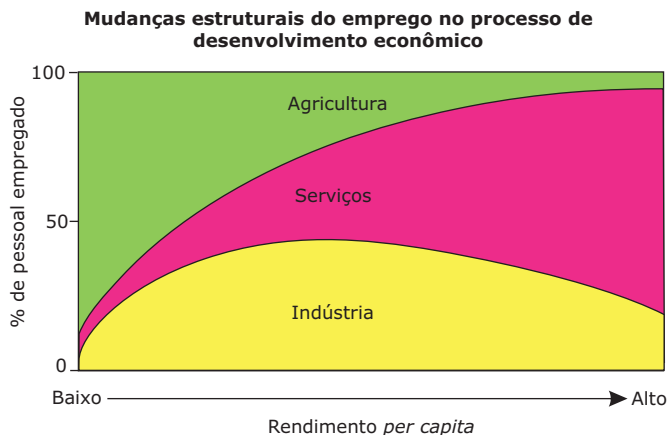 Mudanças estruturais do emprego no processo de
desenvolvimento econômico
% de pessoal empregado
100
50
0
Agricultura
Serviços
Indústria
Baixo
Alto
Rendimento per capita